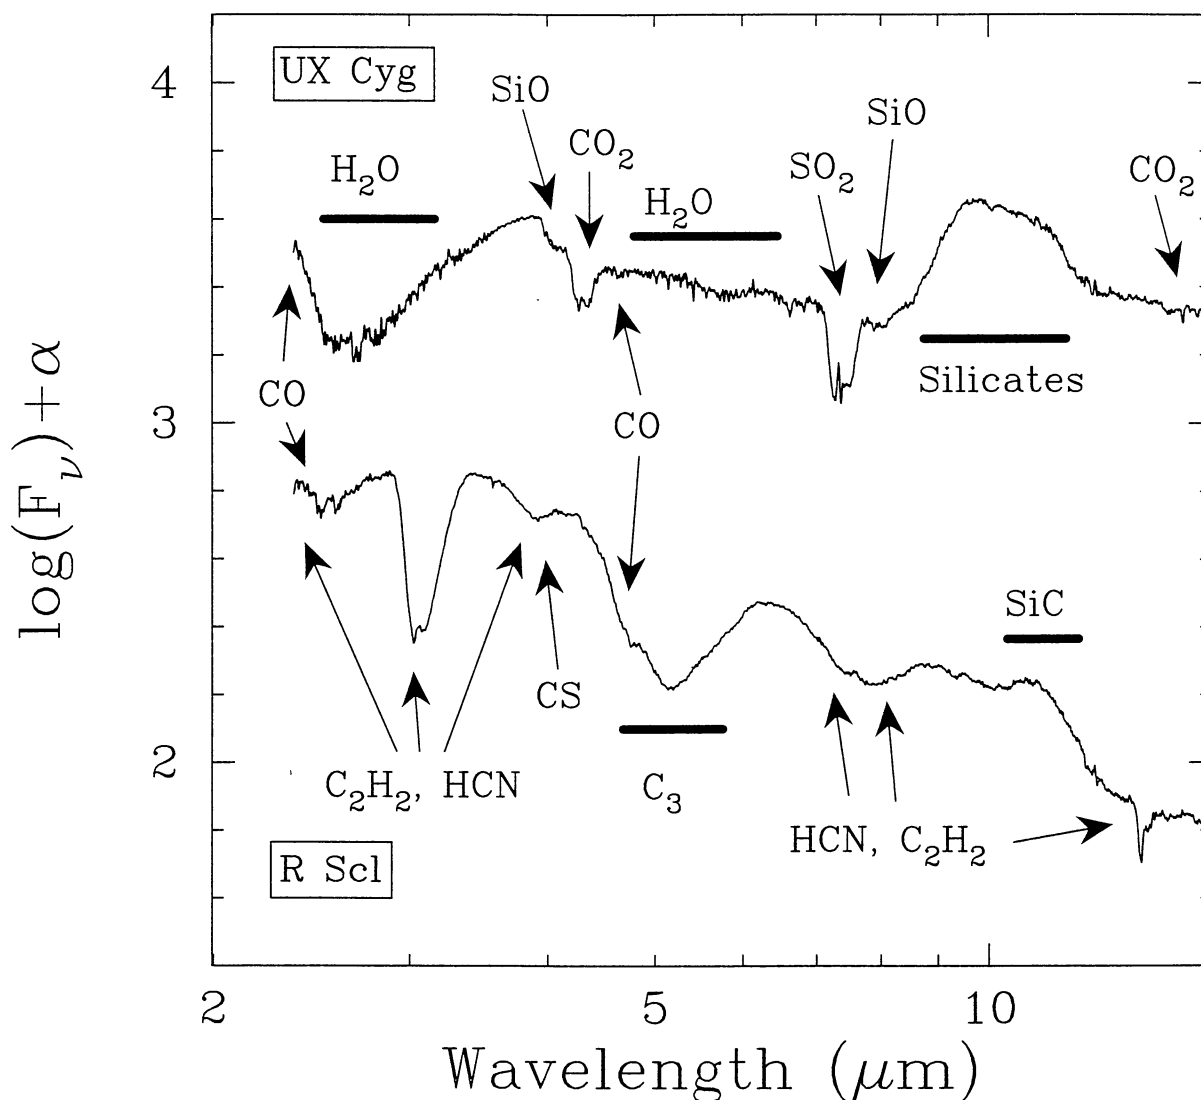 UX Cyg
SiO
CO₂
H₂O
H₂O
SO₂
SiO
CO₂
4
CO
CO
Silicates
3
log(F_ν)+α
SiC
CS
C₂H₂, HCN
C₃
HCN, C₂H₂
2
R Scl
2 5 10
Wavelength (μm)